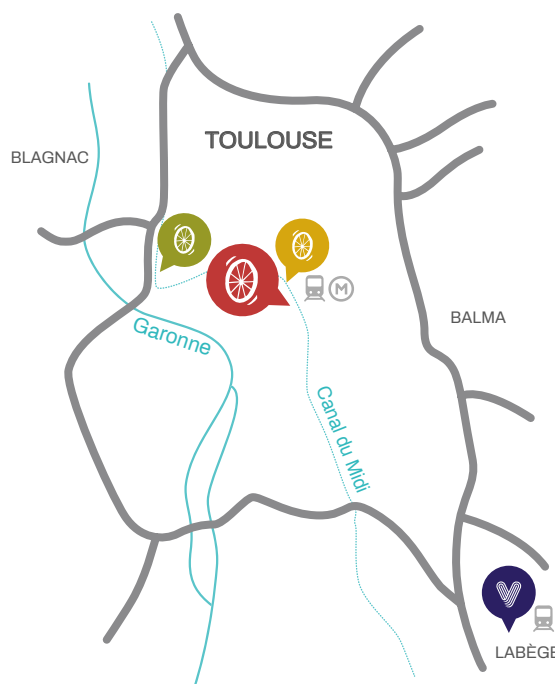 TOULOUSE
BLAGNAC
M
BALMA
Garonne
Canal du Midi
LABÈGE